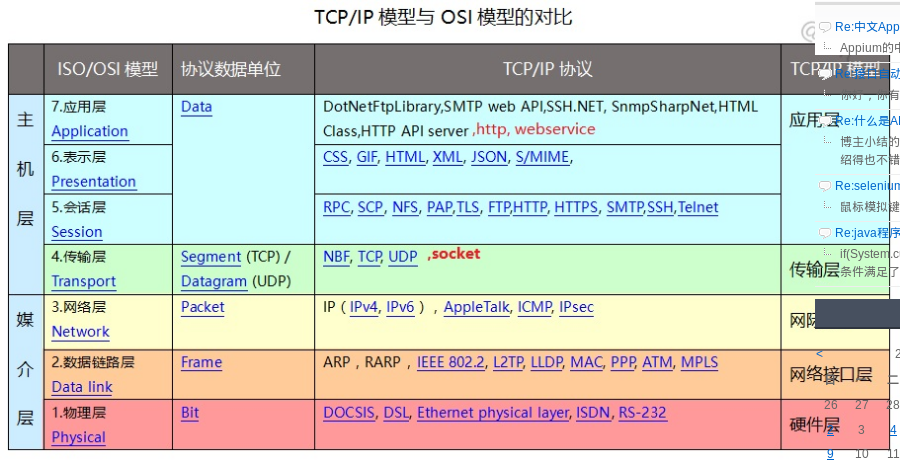 TCP/IP 模型与 OSI 模型的对比
ISO/OSI 模型 协议数据单位 TCP/IP 协议 TCP/IP 模型
主机层
7.应用层
Application
Data
DotNetFtpLibrary,SMTP web API,SSH.NET, SnmpSharpNet,HTML
Class,HTTP API server ,http, webservice
应用层
6.表示层
Presentation
CSS, GIF, HTML, XML, JSON, S/MIME,
5.会话层
Session
RPC, SCP, NFS, PAP,TLS, FTP,HTTP, HTTPS, SMTP,SSH,Telnet
4.传输层
Transport
Segment (TCP) /
Datagram (UDP)
NBF, TCP, UDP ,socket
传输层
媒介层
3.网络层
Network
Packet
IP（IPv4, IPv6），AppleTalk, ICMP, IPsec
2.数据链路层
Data link
Frame
ARP，RARP，IEEE 802.2, L2TP, LLDP, MAC, PPP, ATM, MPLS
网络接口层
1.物理层
Physical
Bit
DOCSIS, DSL, Ethernet physical layer, ISDN, RS-232
硬件层
Re:中文App
Appium的中
Re:接口自动
你好，你有
Re:什么是AP
博主小结的
绍得也不错
Re:selenium
鼠标模拟键
Re:java程序
if(System.c
条件满足了
<
二
26 27 28
2 3 4
9 10 11